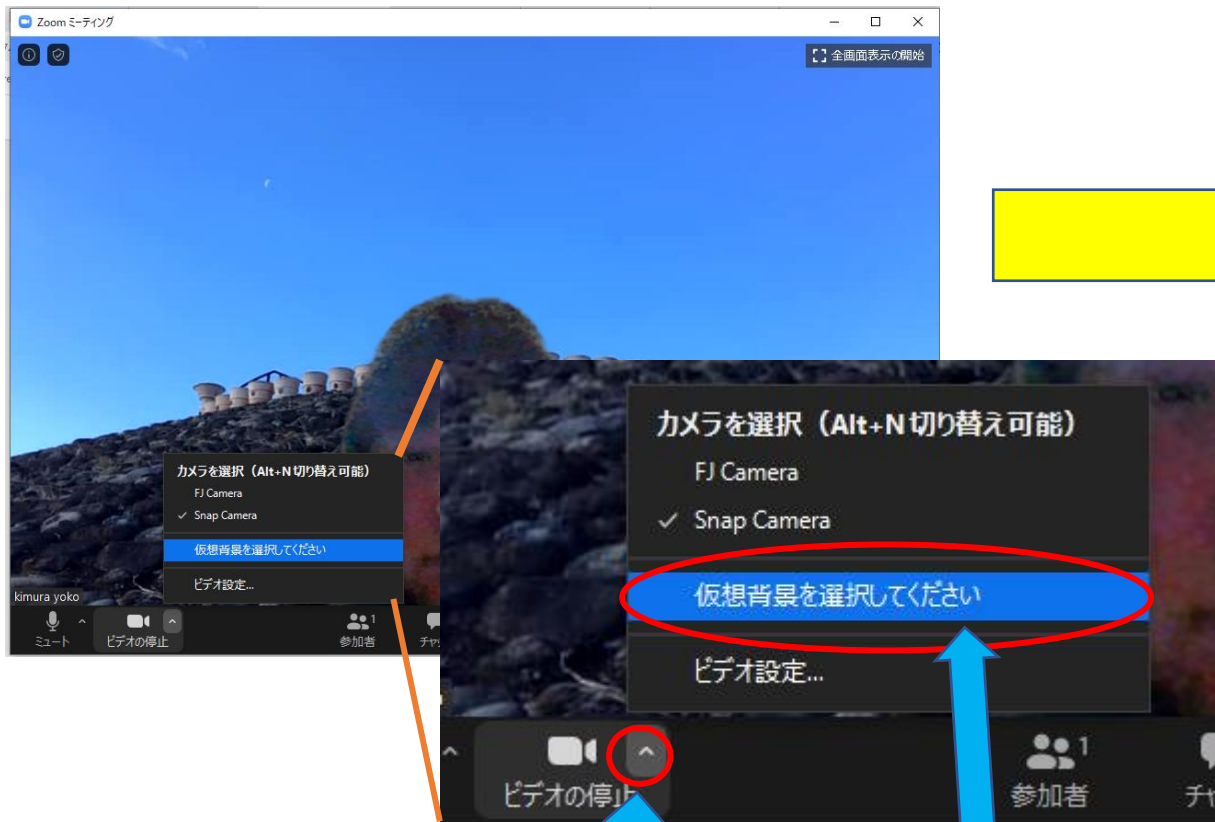 Zoom ミーティング
全画面表示の開始
カメラを選択（Alt+N 切り替え可能）
FJ Camera
Snap Camera
仮想背景を選択してください
ビデオ設定...
kimura yoko
ミュート
ビデオの停止
1
参加者
カメラを選択（Alt+N 切り替え可能）
FJ Camera
Snap Camera
仮想背景を選択してください
ビデオ設定...
ビデオの停止
1
参加者